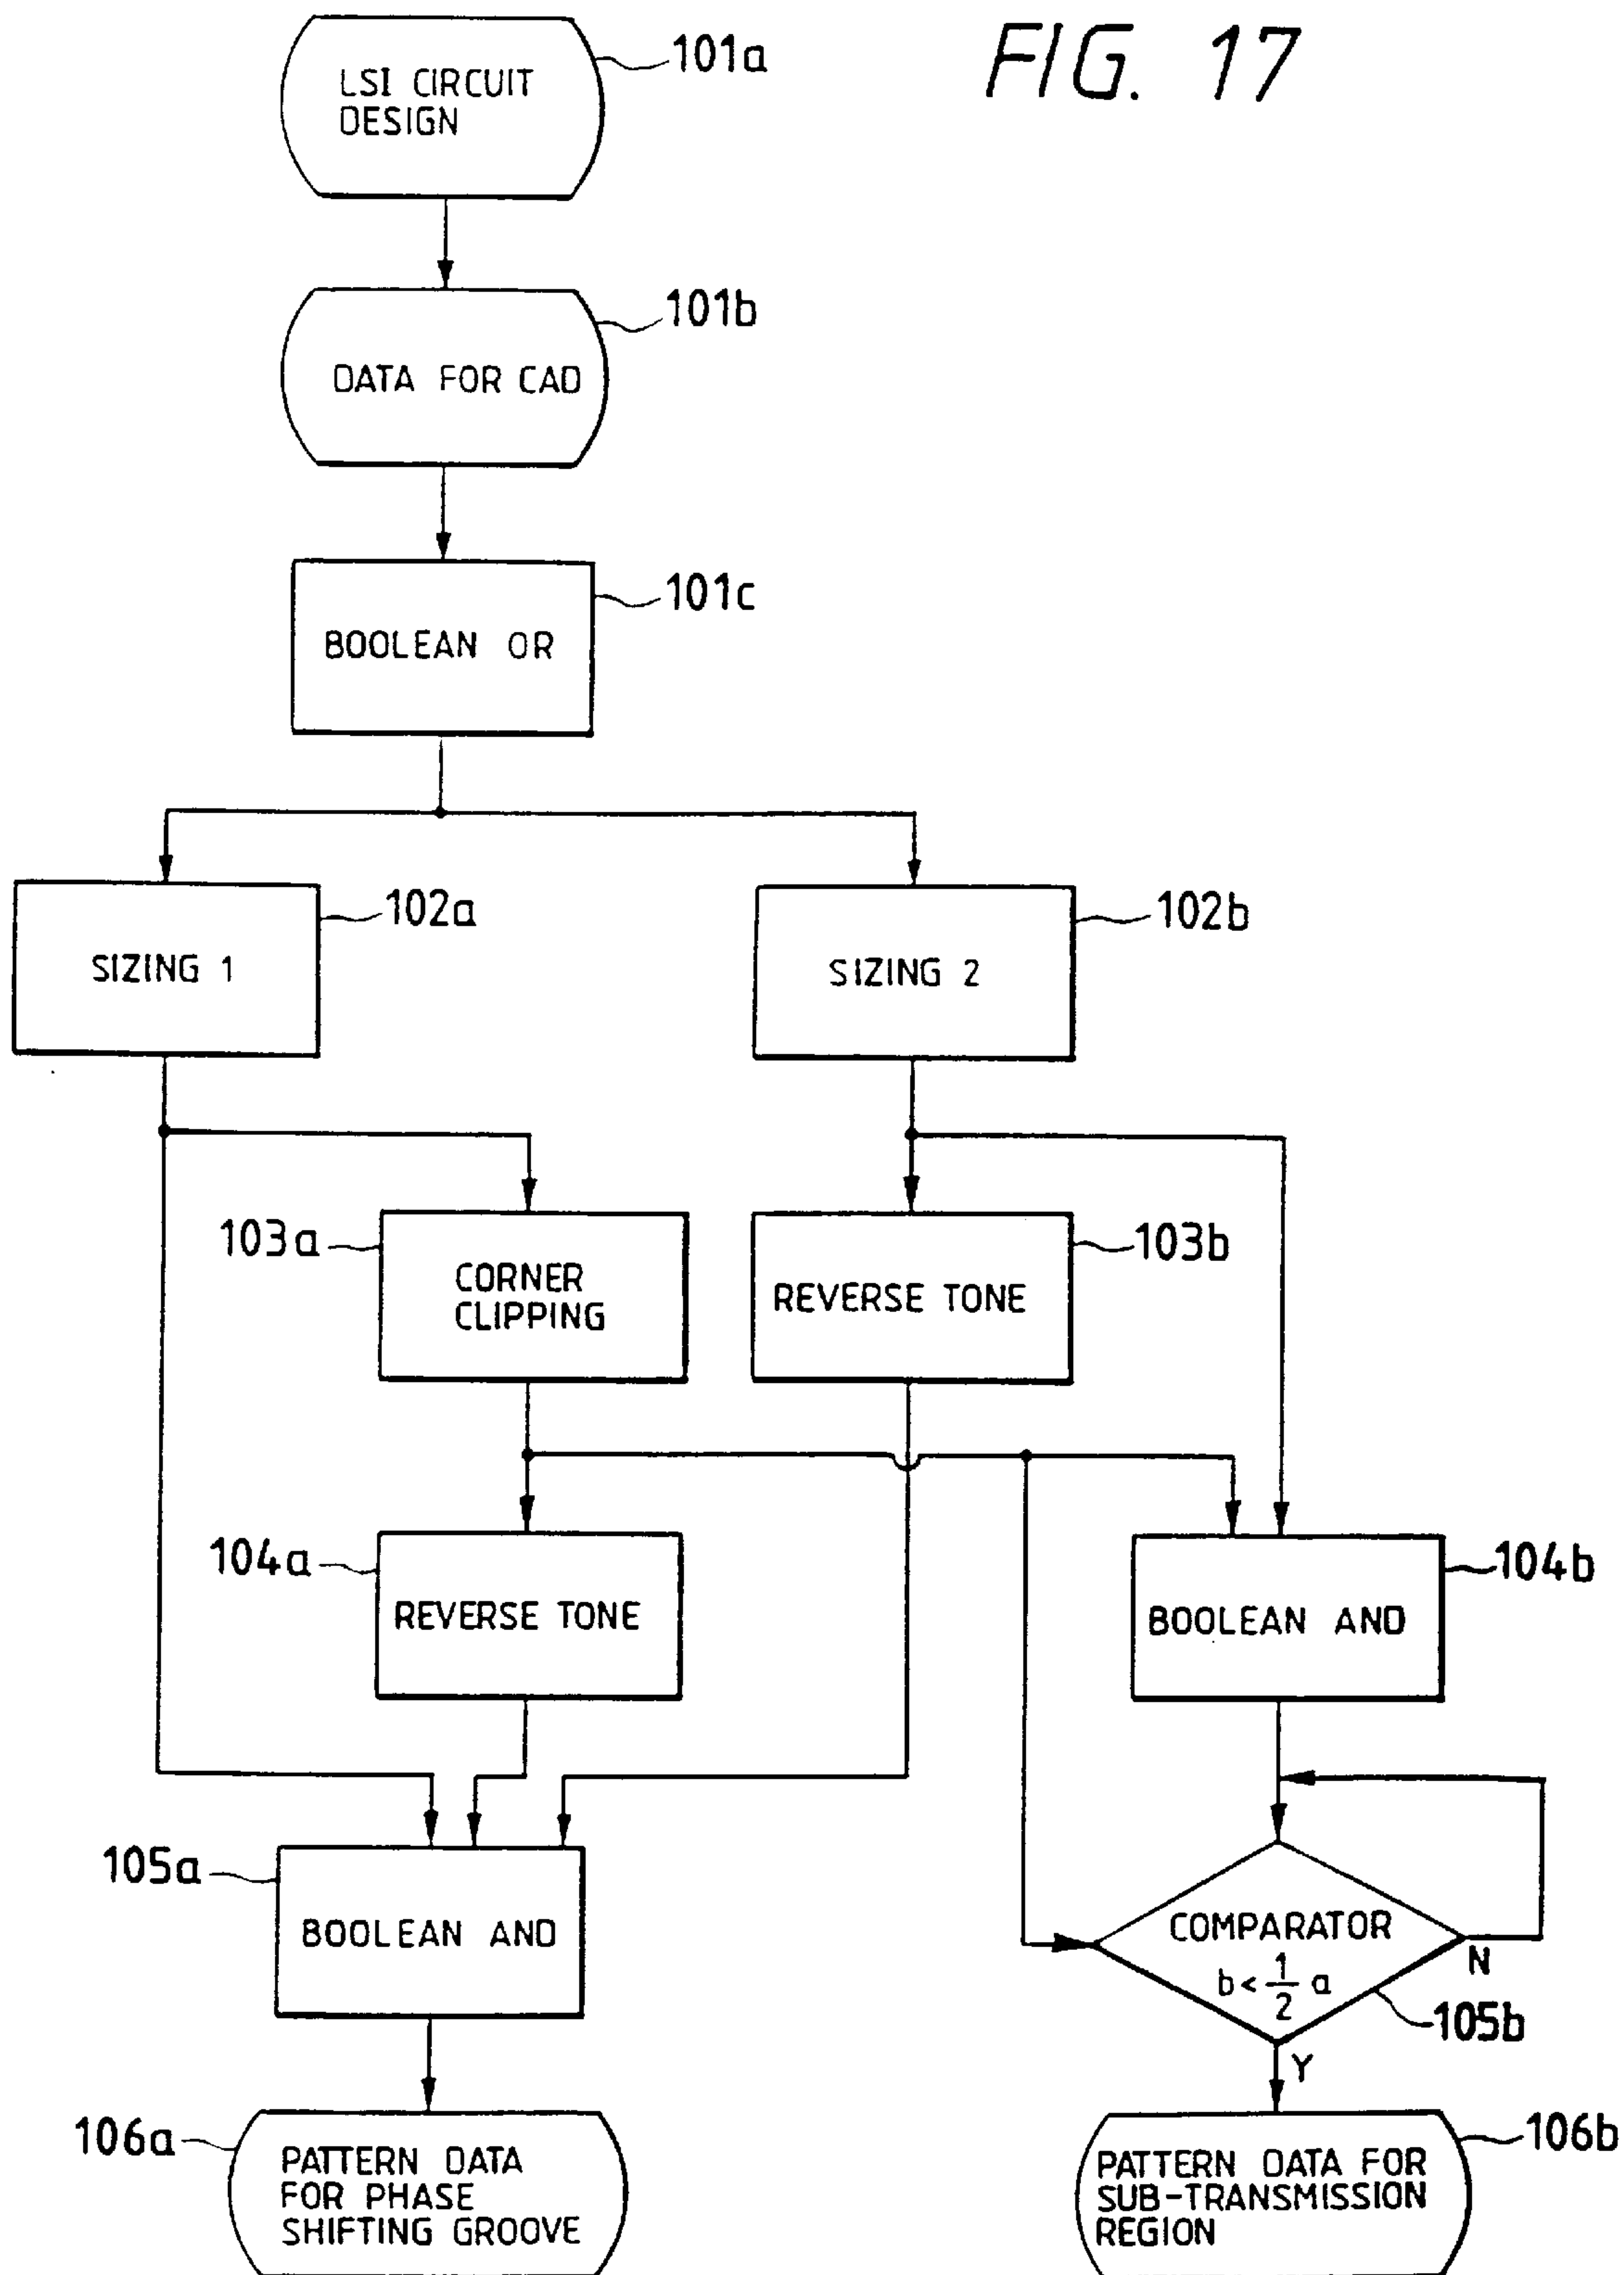 FIG. 17
101a
LSI CIRCUIT
DESIGN
101b
DATA FOR CAD
101c
BOOLEAN OR
102a
SIZING 1
102b
SIZING 2
103a
CORNER
CLIPPING
103b
REVERSE TONE
104a
REVERSE TONE
104b
BOOLEAN AND
105a
BOOLEAN AND
COMPARATOR
b < 1/2 a
N
105b
Y
106a
PATTERN DATA
FOR PHASE
SHIFTING GROOVE
106b
PATTERN DATA FOR
SUB-TRANSMISSION
REGION